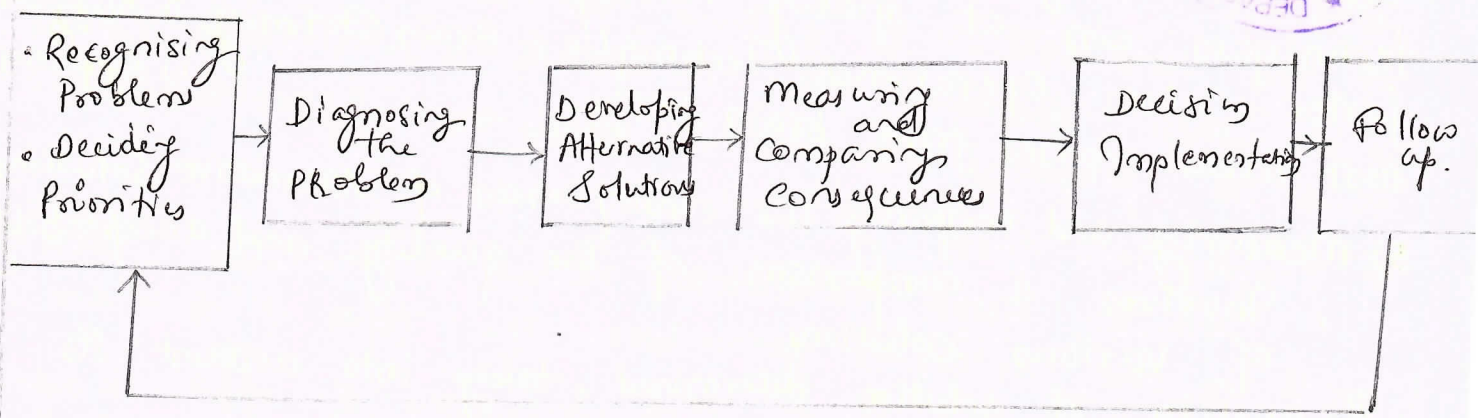 • Recognising
Problems
• Deciding
Priorities
Diagnosing
the
Problem
Developing
Alternative
Solutions
Measuring
and
Comparing
Consequences
Decision
Implementation
Follow
up.